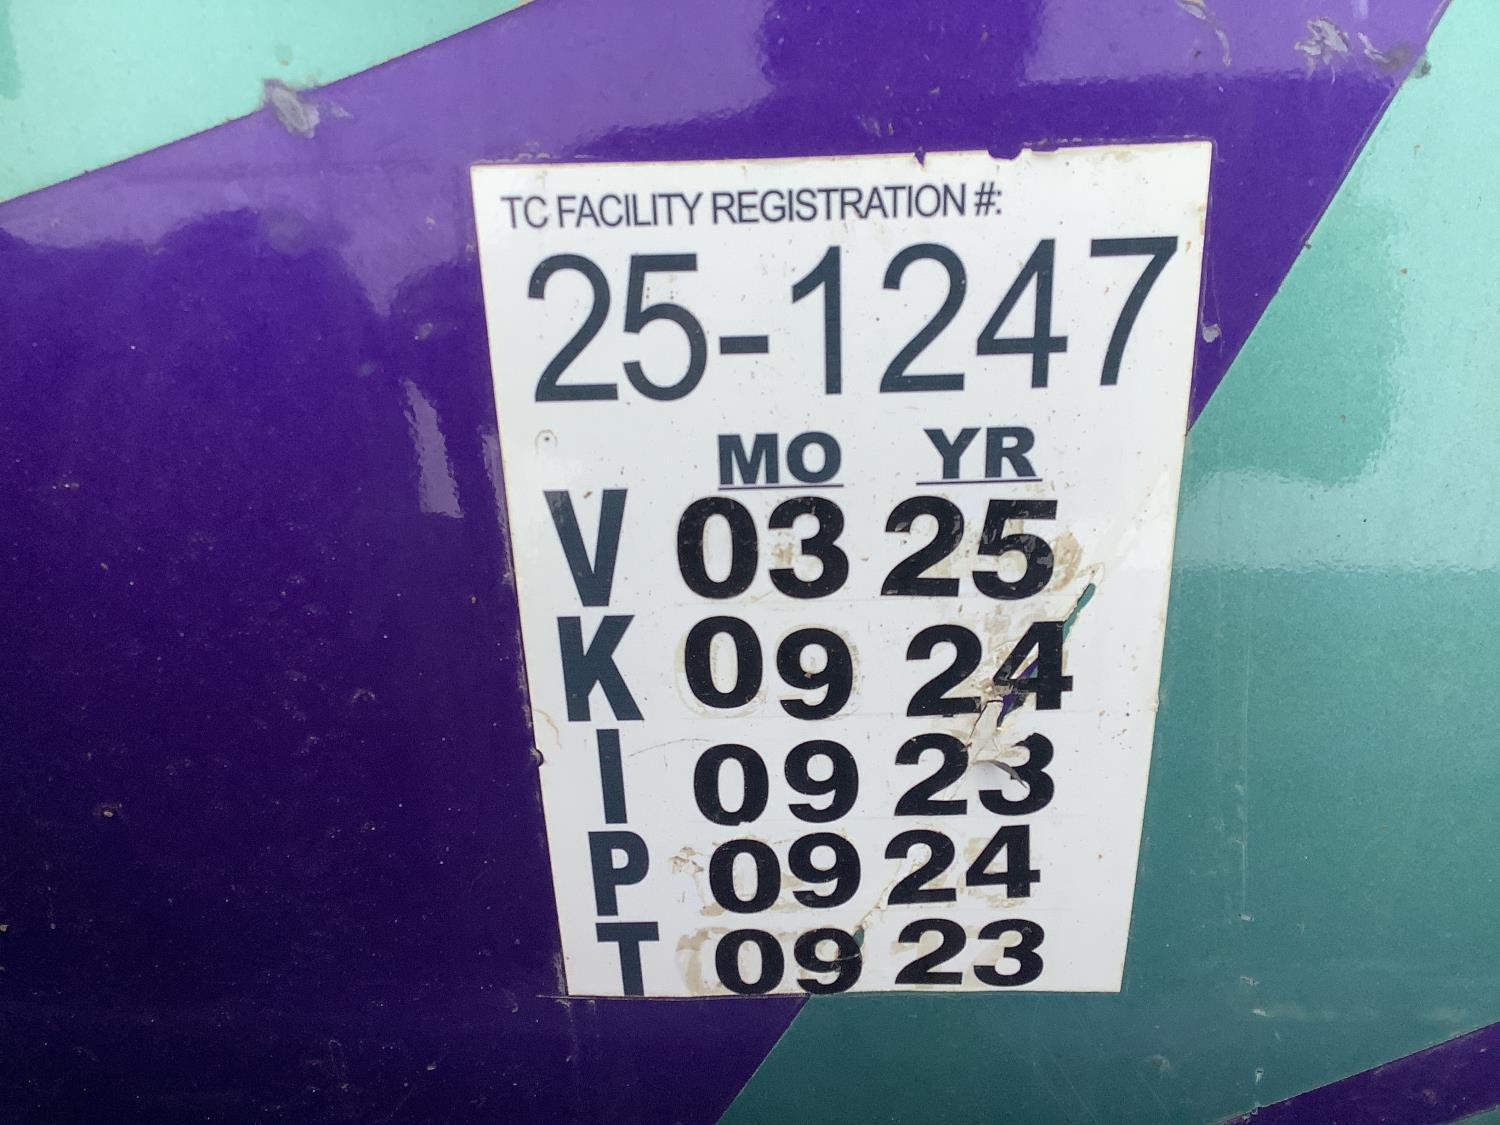 TC FACILITY REGISTRATION #:
25-1247
MO YR
V 03 25
K 09 24
I 09 23
P 09 24
T 09 23